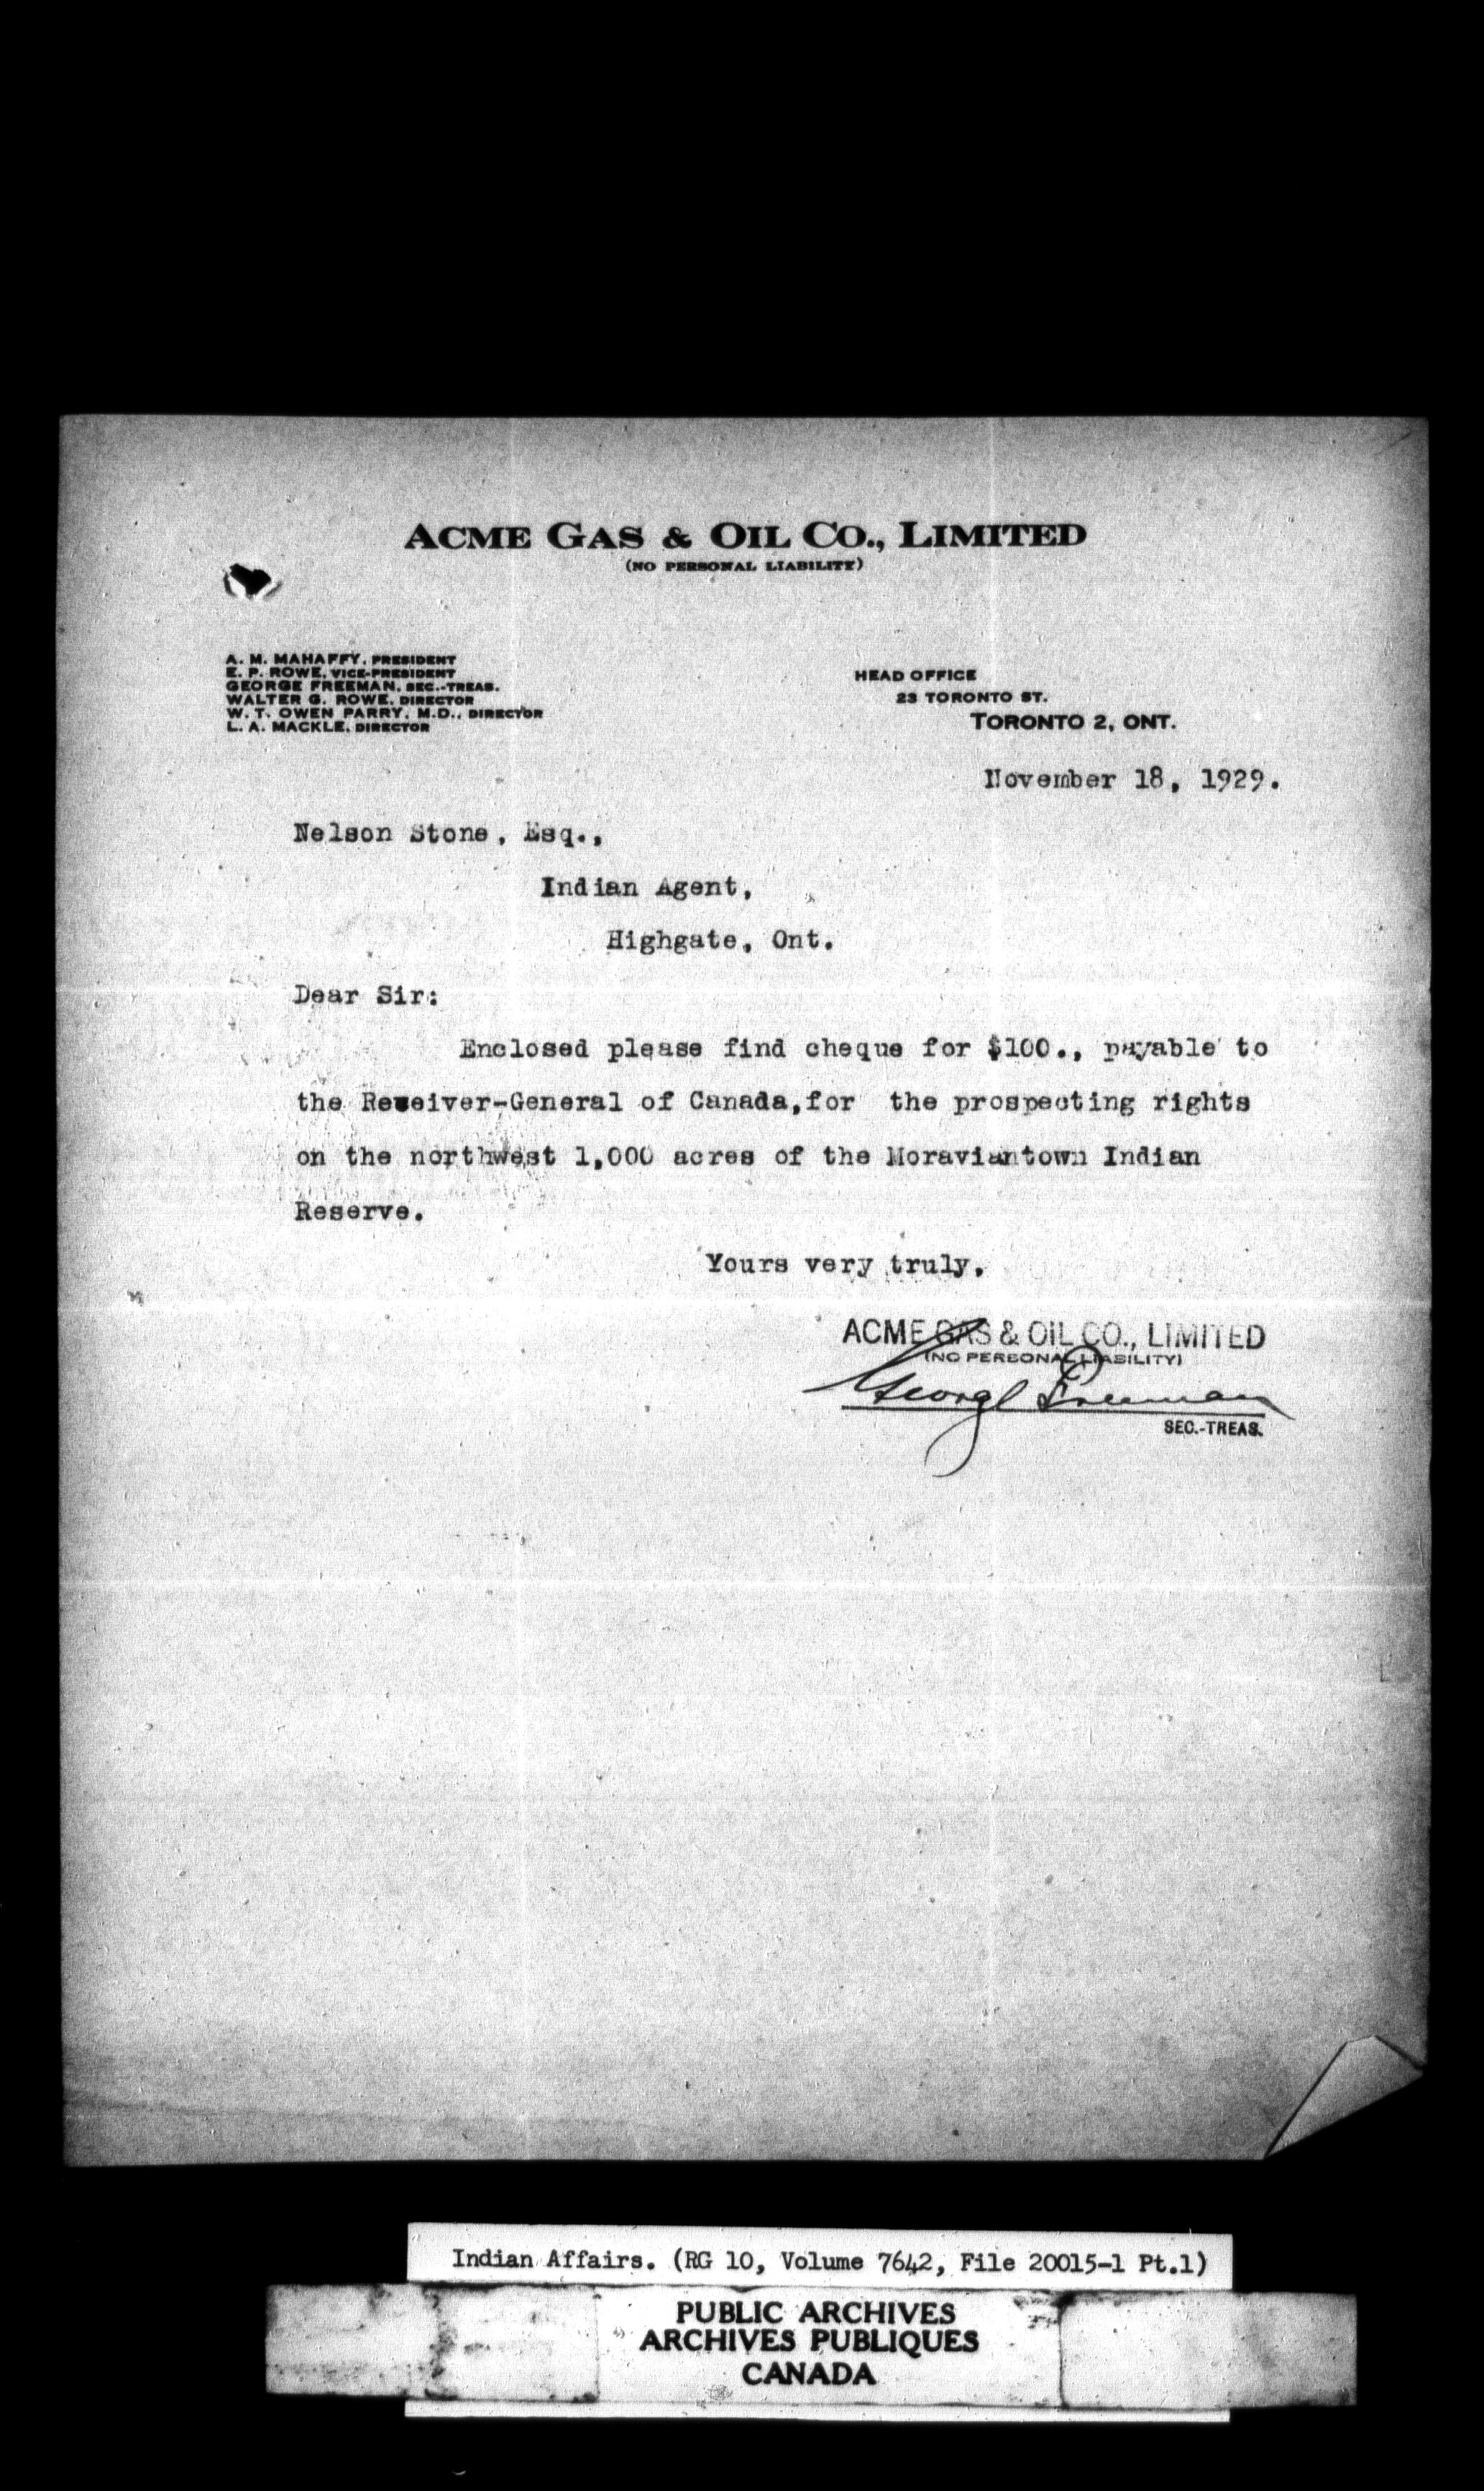 ACME GAS & OIL CO., LIMITED
(NO PERSONAL LIABILITY)
A. M. MAHAFFY, PRESIDENT
E. P. ROWE, VICE-PRESIDENT
GEORGE FREEMAN, SEC.-TREAS.
WALTER G. ROWE, DIRECTOR
W. T. OWEN PARRY, M.D., DIRECTOR
L. A. MACKLE, DIRECTOR
HEAD OFFICE
23 TORONTO ST.
TORONTO 2, ONT.
November 18, 1929.
Nelson Stone, Esq.,
Indian Agent,
Highgate, Ont.
Dear Sir:
Enclosed please find cheque for $100., payable to
the Receiver-General of Canada,for the prospecting rights
on the northwest 1,000 acres of the Moraviantown Indian
Reserve.
Yours very truly,
ACME GAS & OIL CO., LIMITED
(NO PERSONAL LIABILITY)
George Freeman
SEC.-TREAS.
Indian Affairs. (RG 10, Volume 7642, File 20015-1 Pt.1)
PUBLIC ARCHIVES
ARCHIVES PUBLIQUES
CANADA